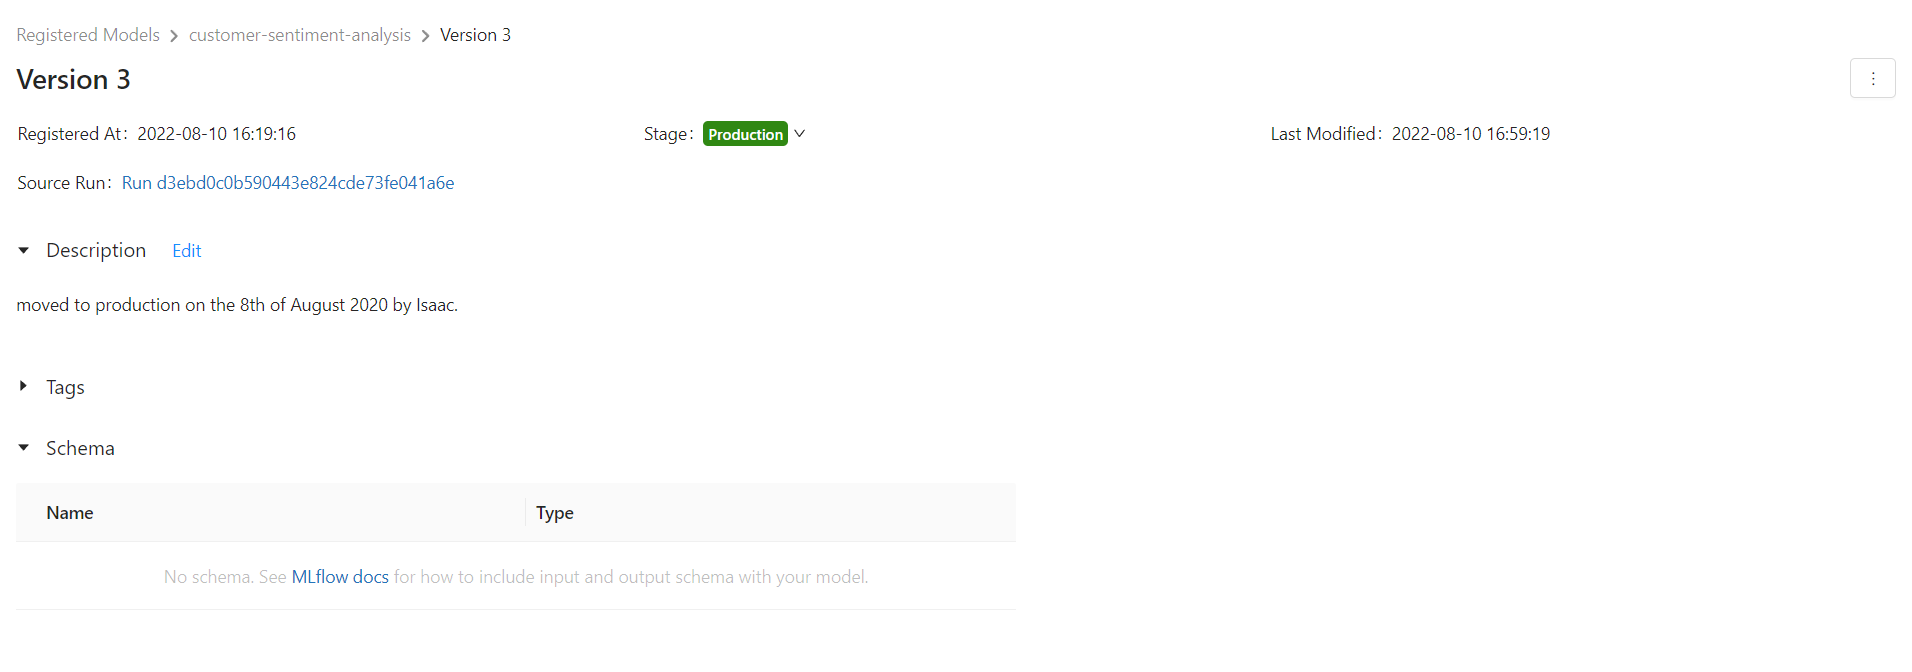 Registered Models > customer-sentiment-analysis > Version 3
Version 3
Registered At: 2022-08-10 16:19:16 Stage: Production Last Modified: 2022-08-10 16:59:19
Source Run: Run d3ebd0c0b590443e824cde73fe041a6e
Description Edit
moved to production on the 8th of August 2020 by Isaac.
Tags
Schema
Name Type
No schema. See MLflow docs for how to include input and output schema with your model.